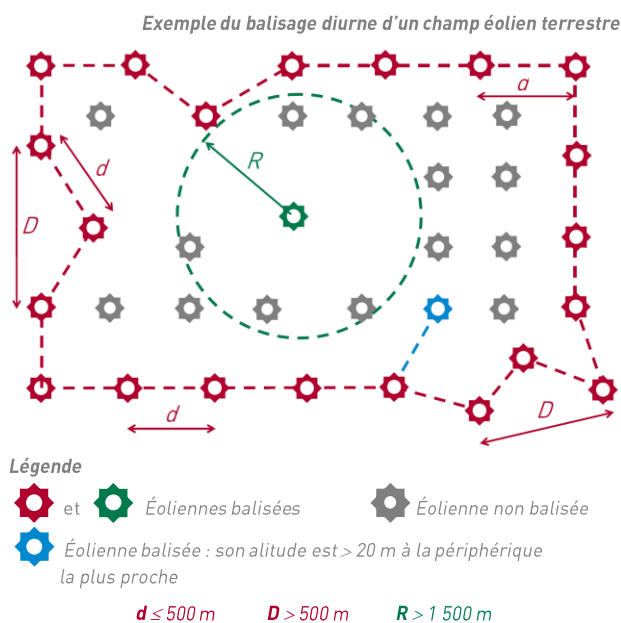 Exemple du balisage diurne d’un champ éolien terrestre
a
R
d
D
d
D
Légende
et Éoliennes balisées Éolienne non balisée
Éolienne balisée : son altitude est > 20 m à la périphérique
la plus proche
d ≤ 500 m D > 500 m R > 1 500 m